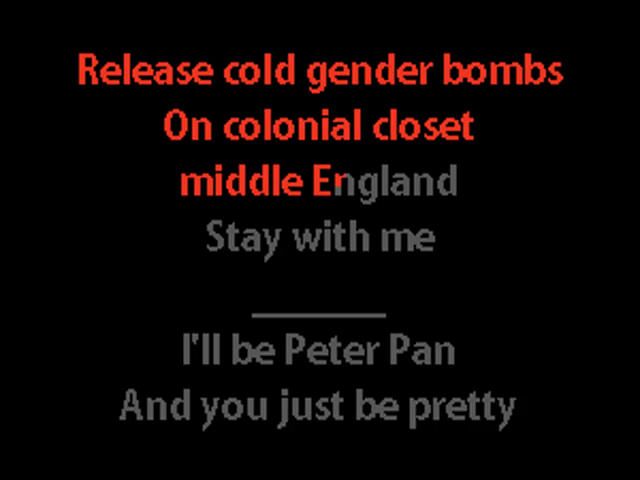 Release cold gender bombs
On colonial closet
middle England
Stay with me
I'll be Peter Pan
And you just be pretty